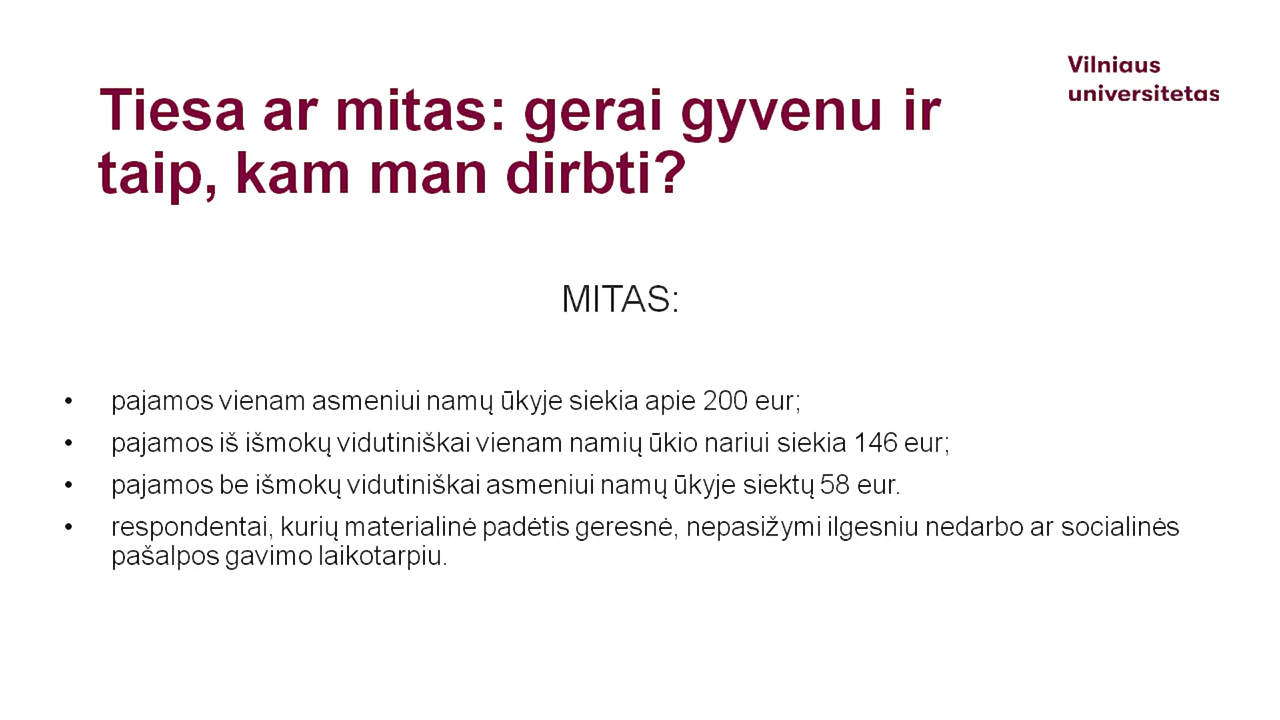 Vilniaus
universitetas
Tiesa ar mitas: gerai gyvenu ir
taip, kam man dirbti?
MITAS:
• pajamos vienam asmeniui namų ūkyje siekia apie 200 eur;
• pajamos iš išmokų vidutiniškai vienam namių ūkio nariui siekia 146 eur;
• pajamos be išmokų vidutiniškai asmeniui namų ūkyje siektų 58 eur.
• respondentai, kurių materialinė padėtis geresnė, nepasižymi ilgesniu nedarbo ar socialinės
pašalpos gavimo laikotarpiu.